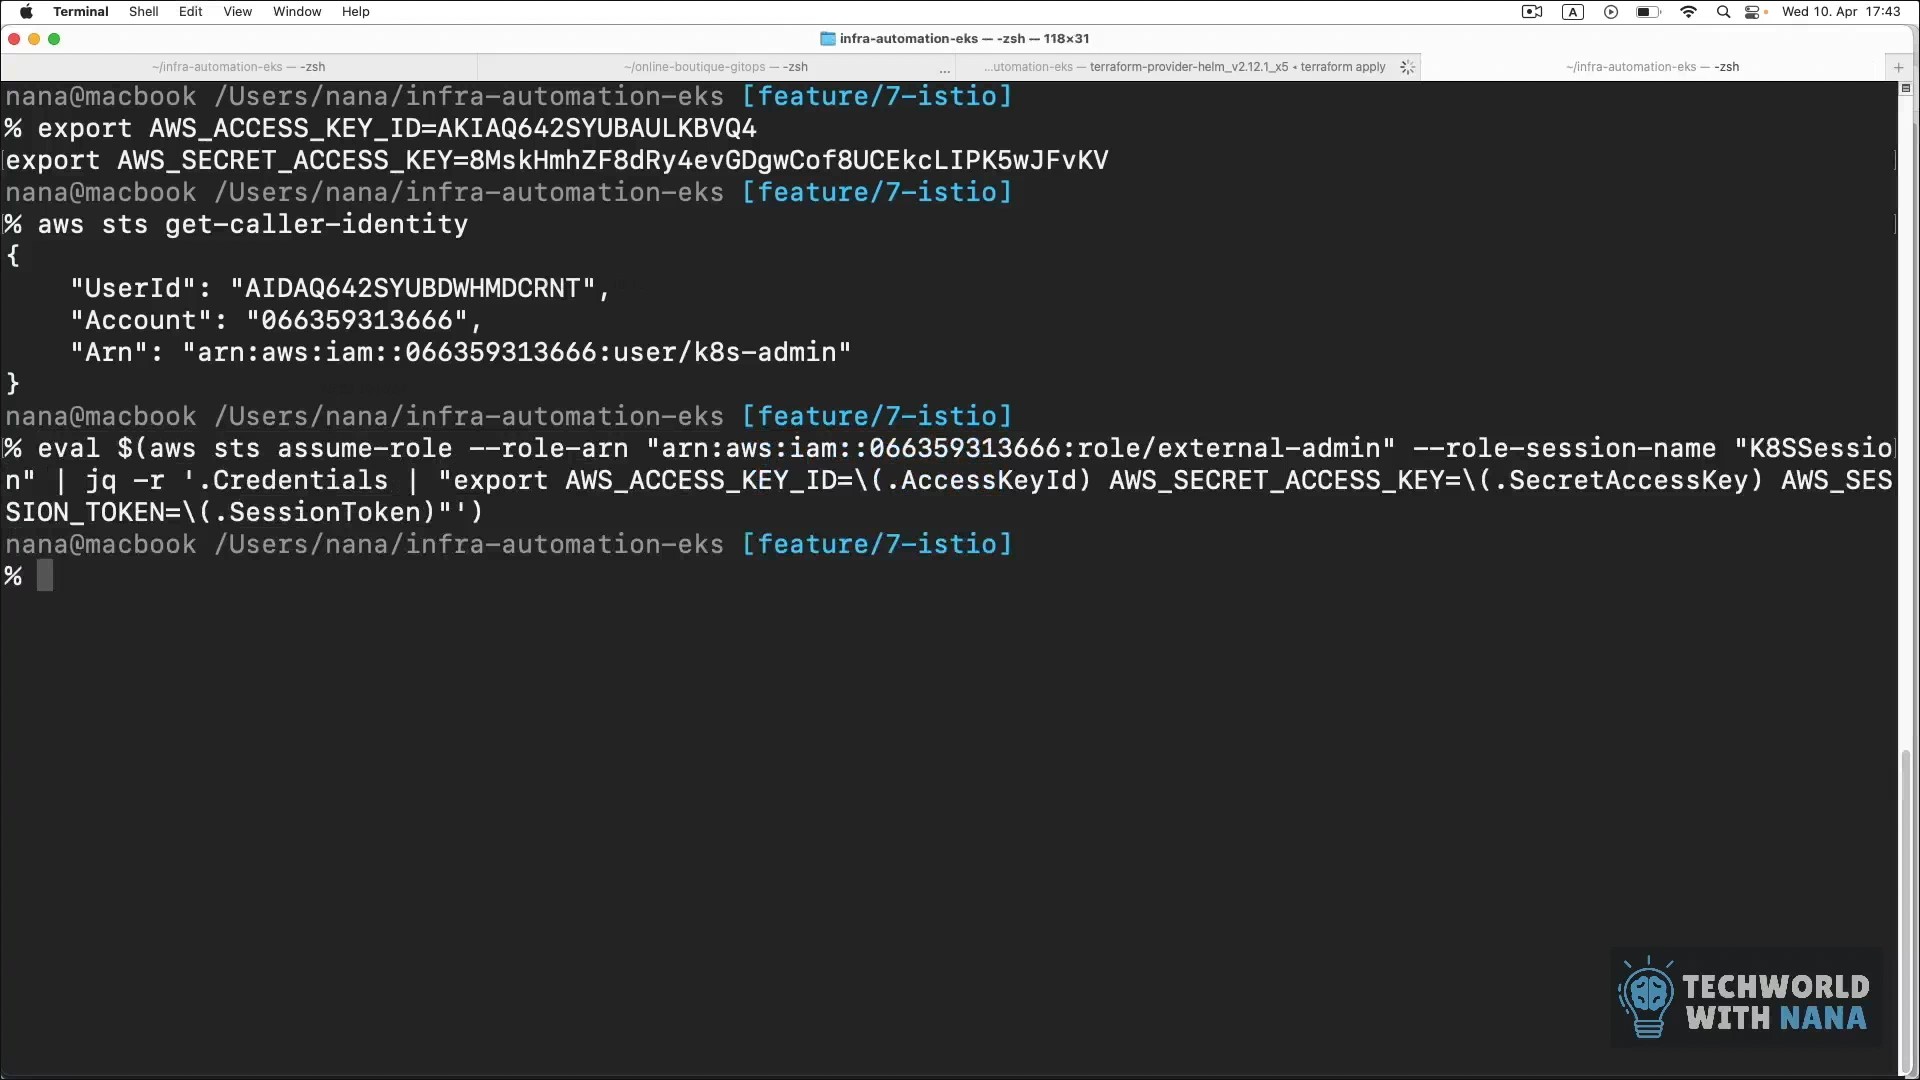 Terminal Shell Edit View Window Help A Wed 10. Apr 17:43
infra-automation-eks — -zsh — 118×31
~/infra-automation-eks — -zsh ~/online-boutique-gitops — -zsh ... ...utomation-eks — terraform-provider-helm_v2.12.1_x5 ◂ terraform apply ~/infra-automation-eks — -zsh +
nana@macbook /Users/nana/infra-automation-eks [feature/7-istio]
% export AWS_ACCESS_KEY_ID=AKIAQ642SYUBAULKBVQ4
export AWS_SECRET_ACCESS_KEY=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
nana@macbook /Users/nana/infra-automation-eks [feature/7-istio]
% aws sts get-caller-identity
{
    "UserId": "AIDAQ642SYUBDWHMDCRNT",
    "Account": "066359313666",
    "Arn": "arn:aws:iam::066359313666:user/k8s-admin"
}
nana@macbook /Users/nana/infra-automation-eks [feature/7-istio]
% eval $(aws sts assume-role --role-arn "arn:aws:iam::066359313666:role/external-admin" --role-session-name "K8SSessio
n" | jq -r '.Credentials | "export AWS_ACCESS_KEY_ID=\(.AccessKeyId) AWS_SECRET_ACCESS_KEY=\(.SecretAccessKey) AWS_SES
SION_TOKEN=\(.SessionToken)"')
nana@macbook /Users/nana/infra-automation-eks [feature/7-istio]
%
TECHWORLD
WITH NANA